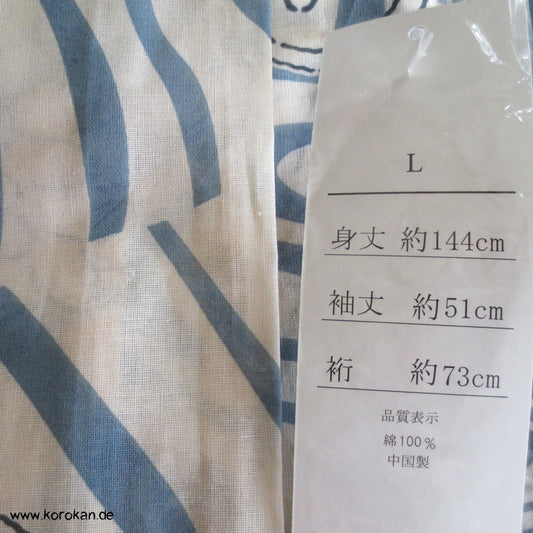 L
身丈 約144cm
袖丈 約51cm
裄 約73cm
品質表示
綿100%
中国製
www.korokan.de